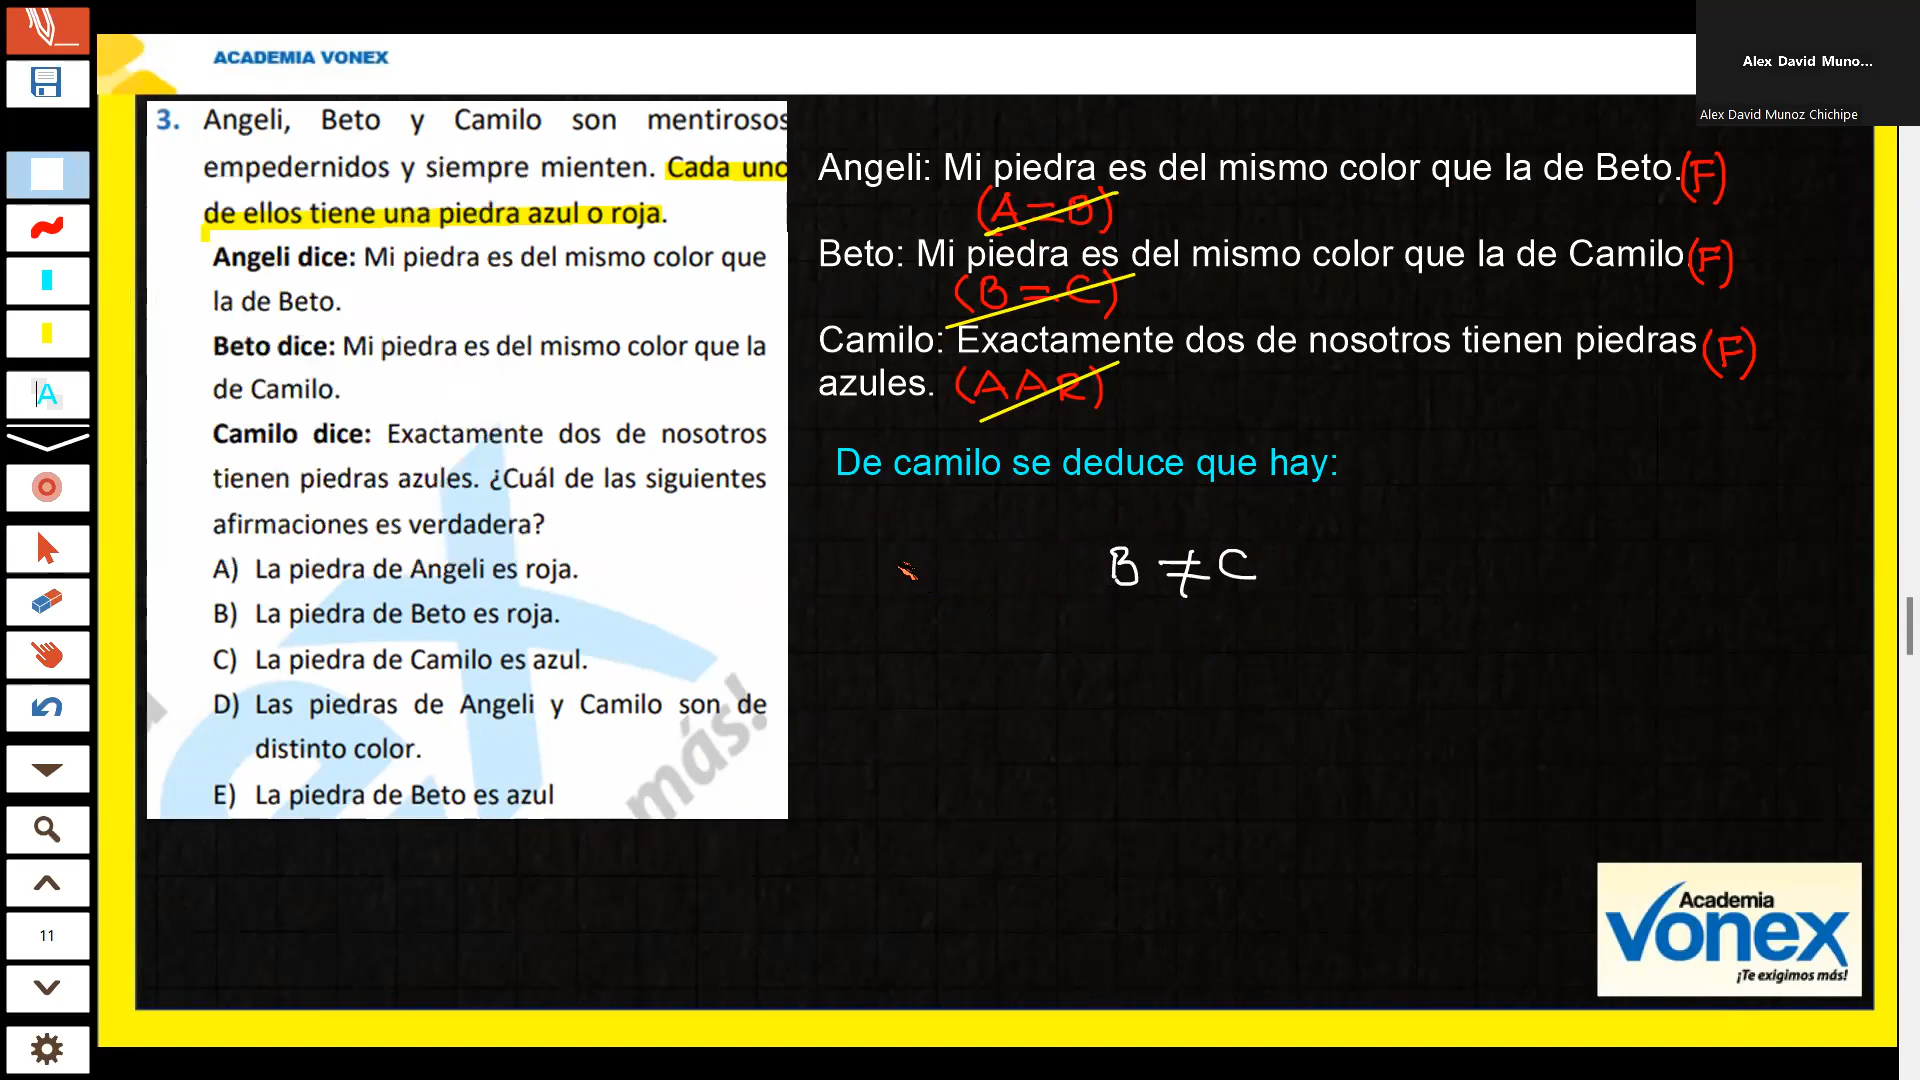 Alex David Muno...
Alex David Munoz Chichipe
ACADEMIA VONEX
3. Angeli, Beto y Camilo son mentirosos
empedernidos y siempre mienten. Cada uno
de ellos tiene una piedra azul o roja.
Angeli dice: Mi piedra es del mismo color que
la de Beto.
Beto dice: Mi piedra es del mismo color que la
de Camilo.
Camilo dice: Exactamente dos de nosotros
tienen piedras azules. ¿Cuál de las siguientes
afirmaciones es verdadera?
A) La piedra de Angeli es roja.
B) La piedra de Beto es roja.
C) La piedra de Camilo es azul.
D) Las piedras de Angeli y Camilo son de
distinto color.
E) La piedra de Beto es azul
más!
Angeli: Mi piedra es del mismo color que la de Beto. (F)
(A = B)
Beto: Mi piedra es del mismo color que la de Camilo (F)
(B = C)
Camilo: Exactamente dos de nosotros tienen piedras (F)
azules. (A A R)
De camilo se deduce que hay:
B ≠ C
Academia
Vonex
¡Te exigimos más!
A
11